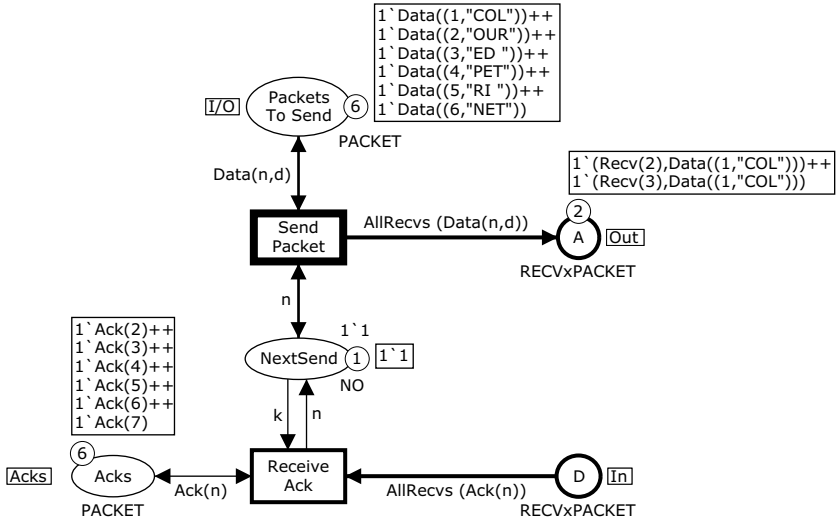 1`Data((1,"COL"))++
1`Data((2,"OUR"))++
1`Data((3,"ED "))++
1`Data((4,"PET"))++
1`Data((5,"RI "))++
1`Data((6,"NET"))
I/O
Packets
To Send
6
PACKET
Data(n,d)
1`(Recv(2),Data((1,"COL")))++
1`(Recv(3),Data((1,"COL")))
2
Send
Packet
AllRecvs (Data(n,d))
A
Out
RECVxPACKET
n
1`Ack(2)++
1`Ack(3)++
1`Ack(4)++
1`Ack(5)++
1`Ack(6)++
1`Ack(7)
1`1
NextSend
1
1`1
NO
k
n
6
Acks
Acks
PACKET
Ack(n)
Receive
Ack
AllRecvs (Ack(n))
D
In
RECVxPACKET